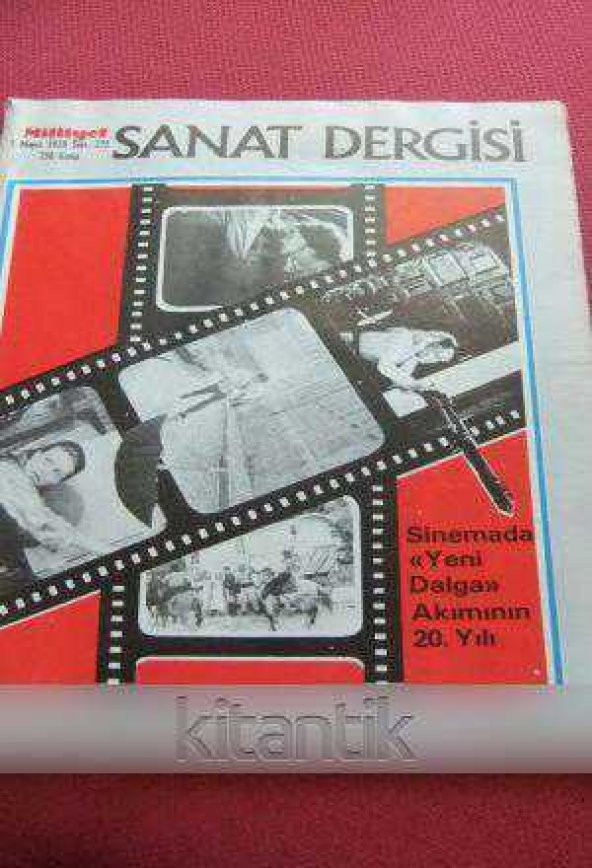 Milliyet
SANAT DERGİSİ
Sinemada
«Yeni
Dalga»
Akımının
20. Yılı
kitantik